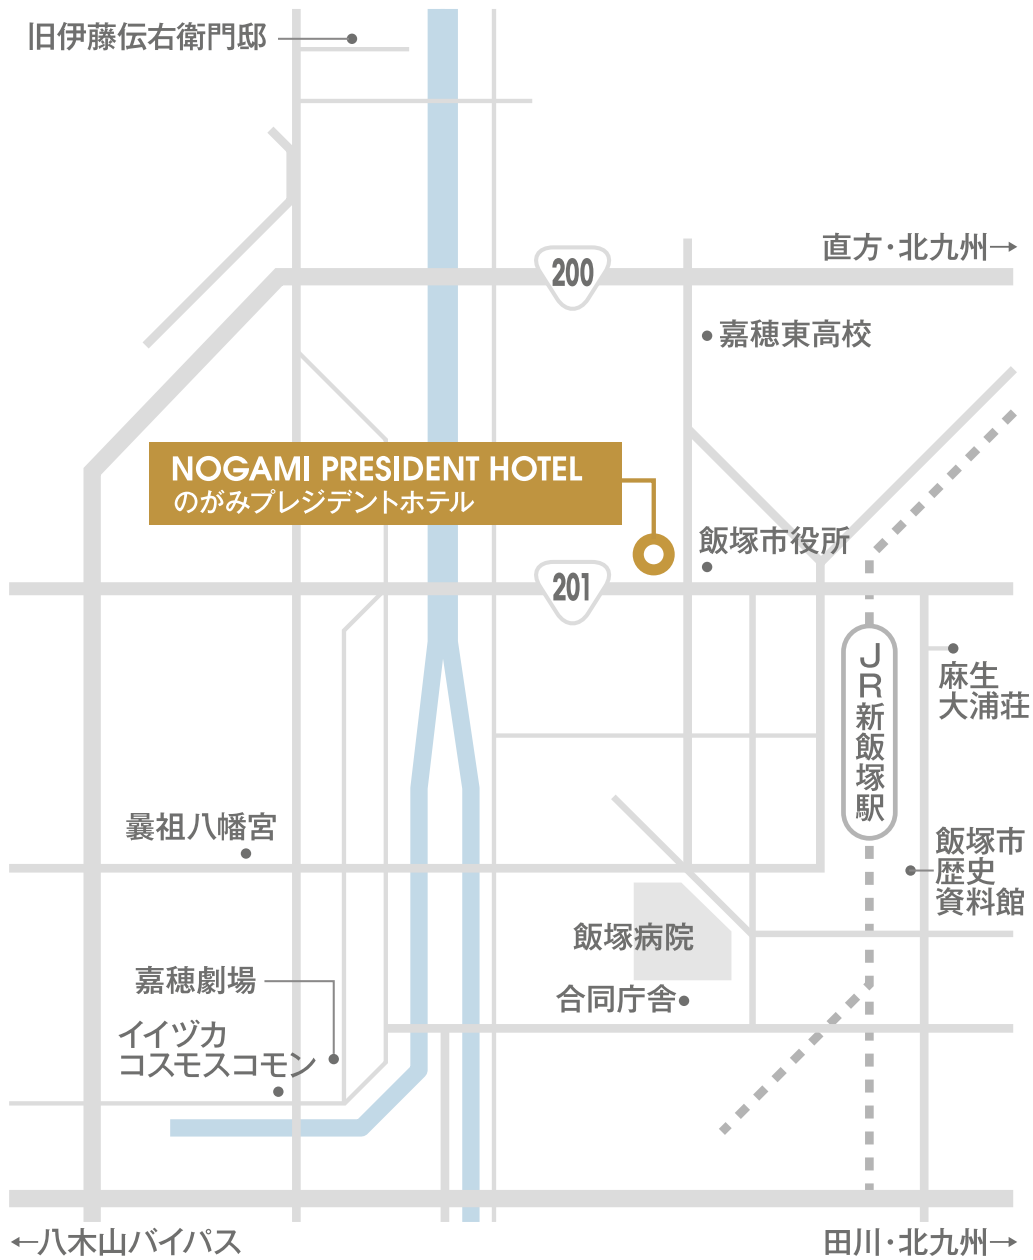 旧伊藤伝右衛門邸
直方・北九州→
200
嘉穂東高校
NOGAMI PRESIDENT HOTEL
のがみプレジデントホテル
飯塚市役所
201
JR新飯塚駅
麻生
大浦荘
曩祖八幡宮
飯塚市
歴史
資料館
飯塚病院
嘉穂劇場
合同庁舎
イイヅカ
コスモスコモン
←八木山バイパス
田川・北九州→